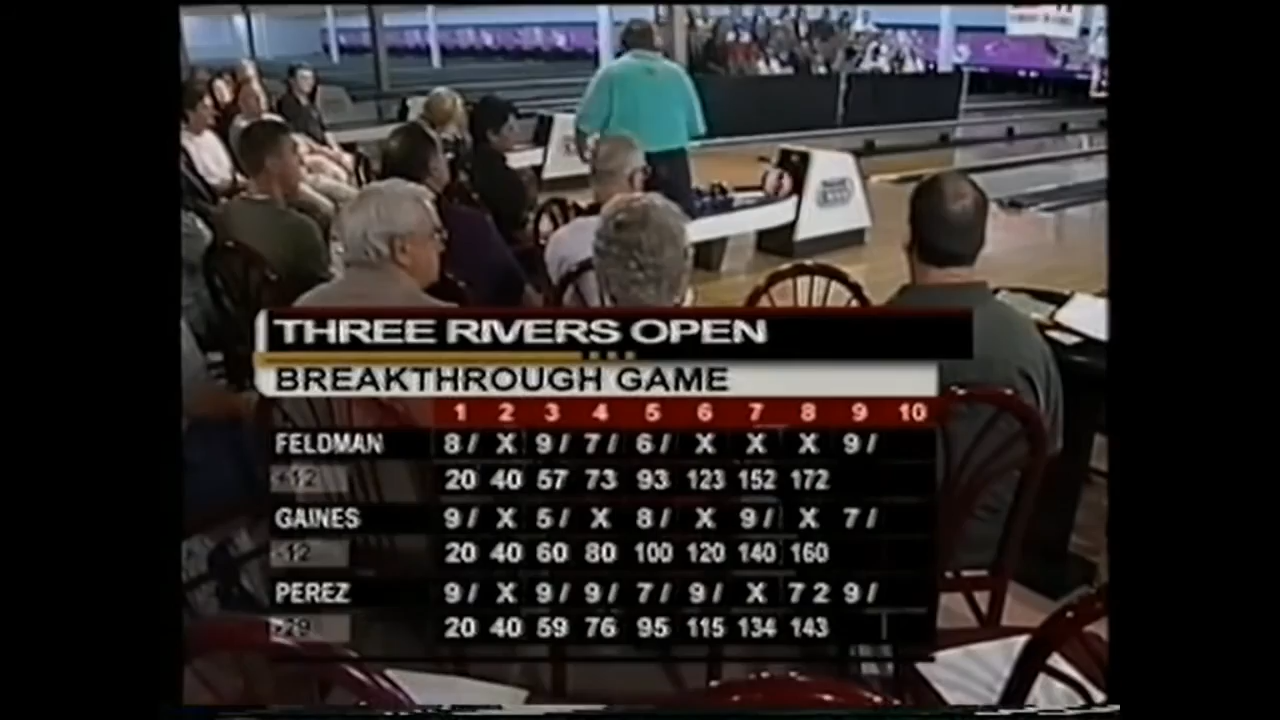 THREE RIVERS OPEN
BREAKTHROUGH GAME
1 2 3 4 5 6 7 8 9 10
FELDMAN 8/ X 9/ 7/ 6/ X X X 9/
+12 20 40 57 73 93 123 152 172
GAINES 9/ X 5/ X 8/ X 9/ X 7/
-12 20 40 60 80 100 120 140 160
PEREZ 9/ X 9/ 9/ 7/ 9/ X 7 2 9/
-29 20 40 59 76 95 115 134 143